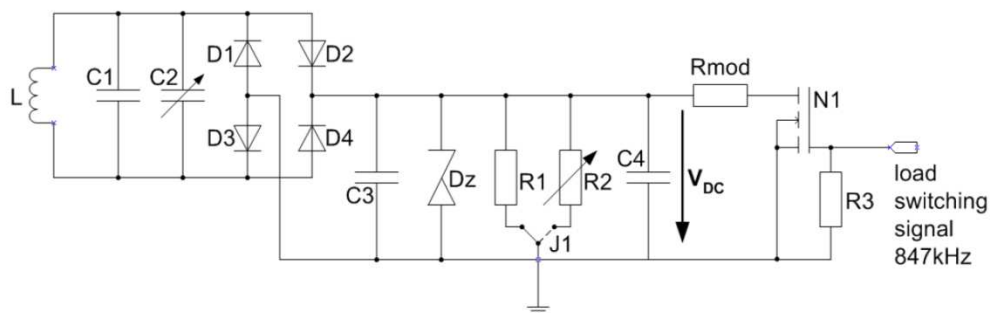 L
C1
C2
D1
D2
D3
D4
C3
Dz
R1
R2
J1
C4
V DC
Rmod
N1
R3
load
switching
signal
847kHz